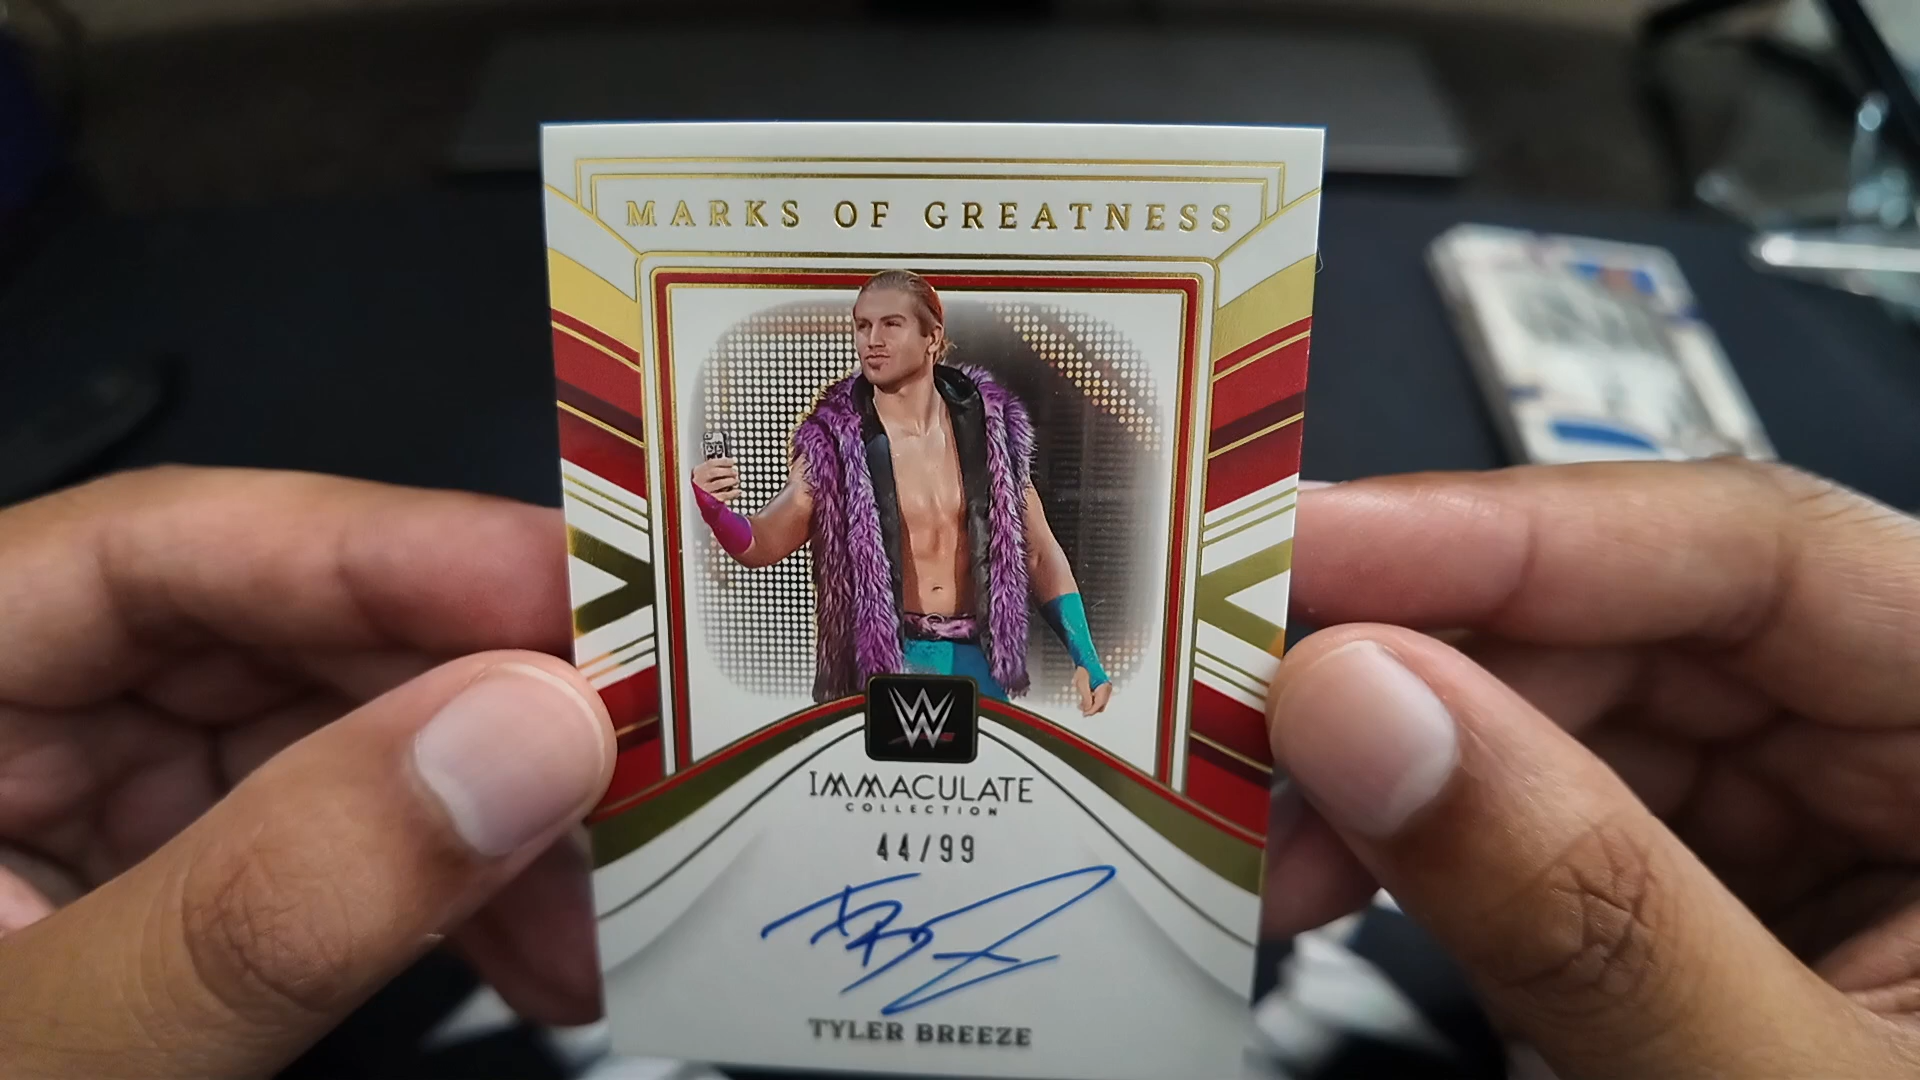 MARKS OF GREATNESS
W
IMMACULATE
COLLECTION
44/99
TYLER BREEZE